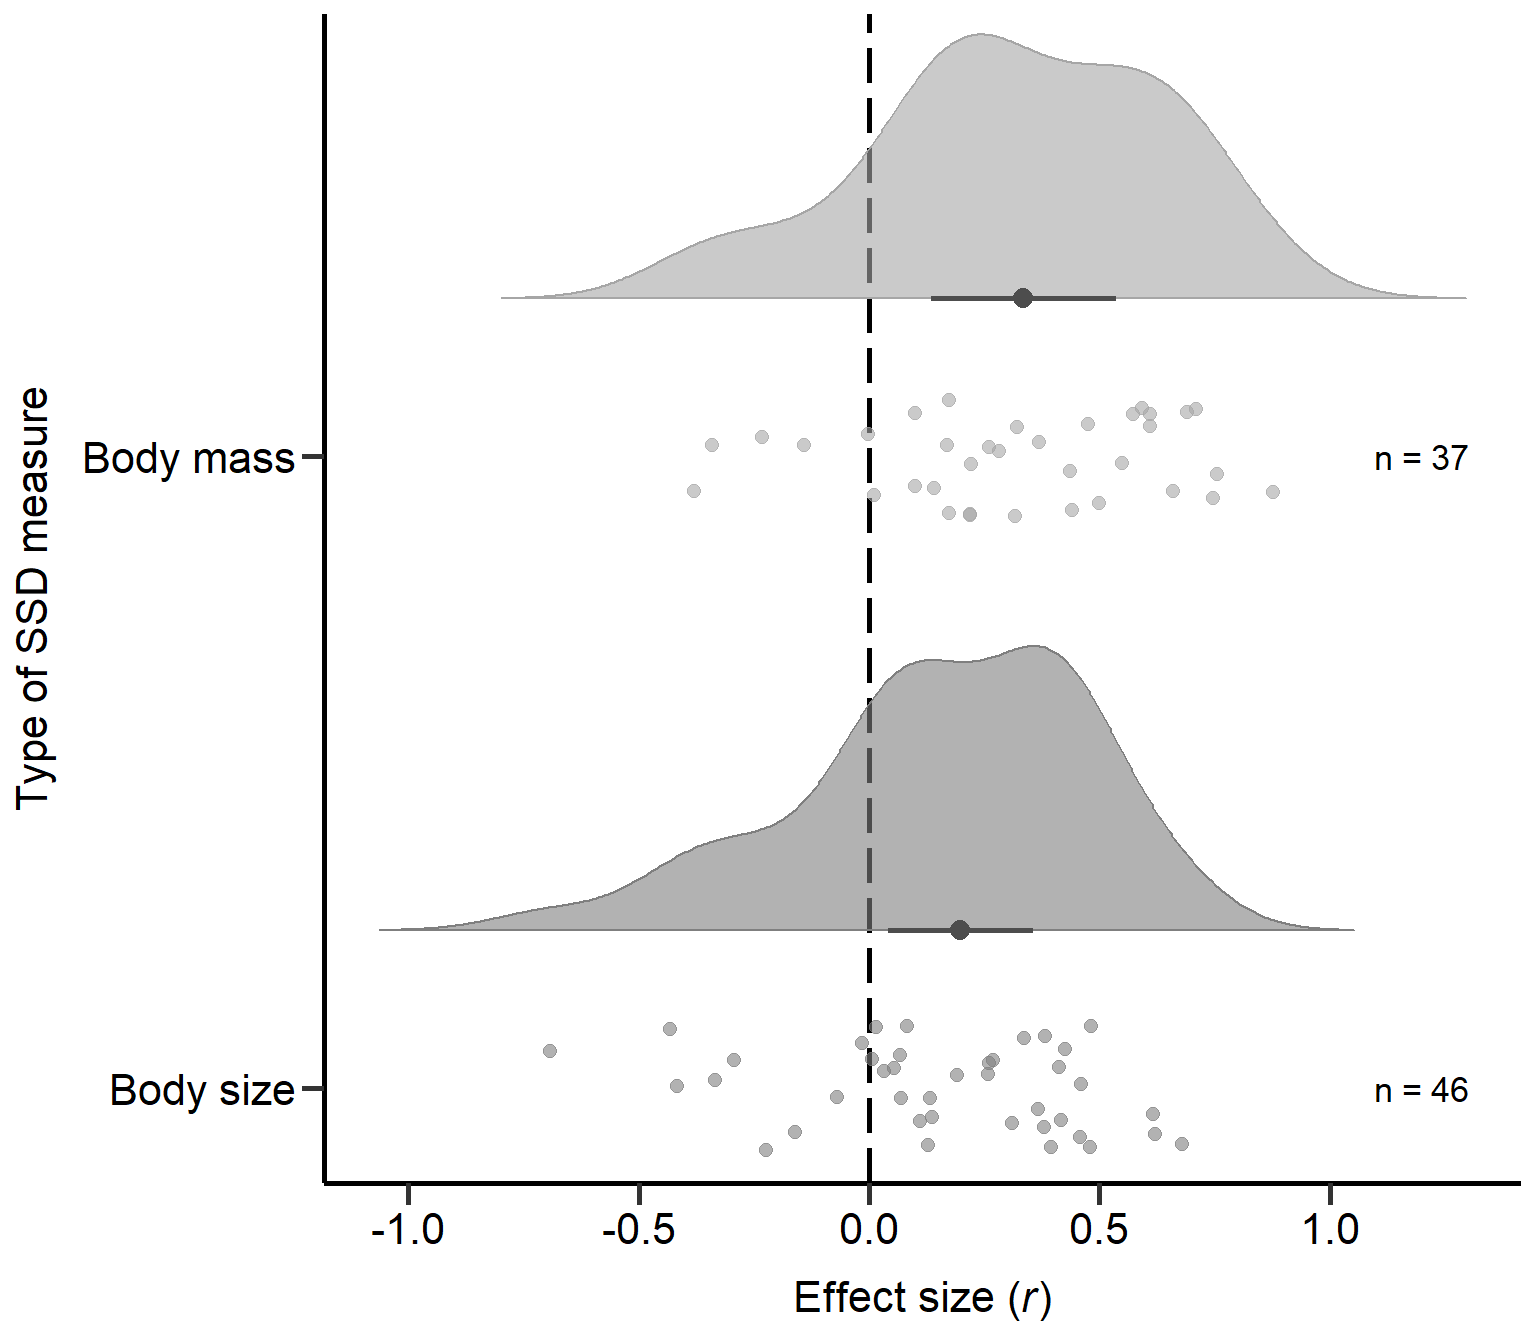 Type of SSD measure
Body mass
n = 37
Body size
n = 46
-1.0 -0.5 0.0 0.5 1.0
Effect size (r)